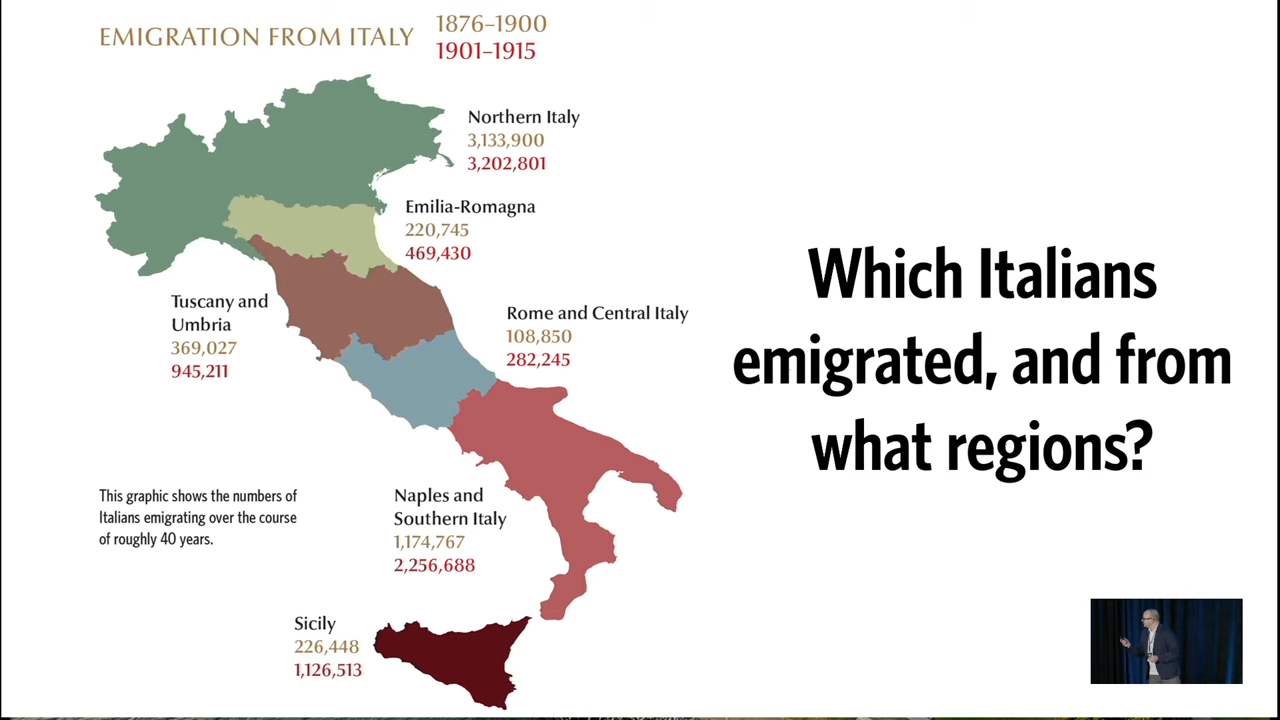 EMIGRATION FROM ITALY
1876–1900
1901–1915
Northern Italy
3,133,900
3,202,801
Emilia-Romagna
220,745
469,430
Tuscany and
Umbria
369,027
945,211
Rome and Central Italy
108,850
282,245
Which Italians
emigrated, and from
what regions?
This graphic shows the numbers of
Italians emigrating over the course
of roughly 40 years.
Naples and
Southern Italy
1,174,767
2,256,688
Sicily
226,448
1,126,513